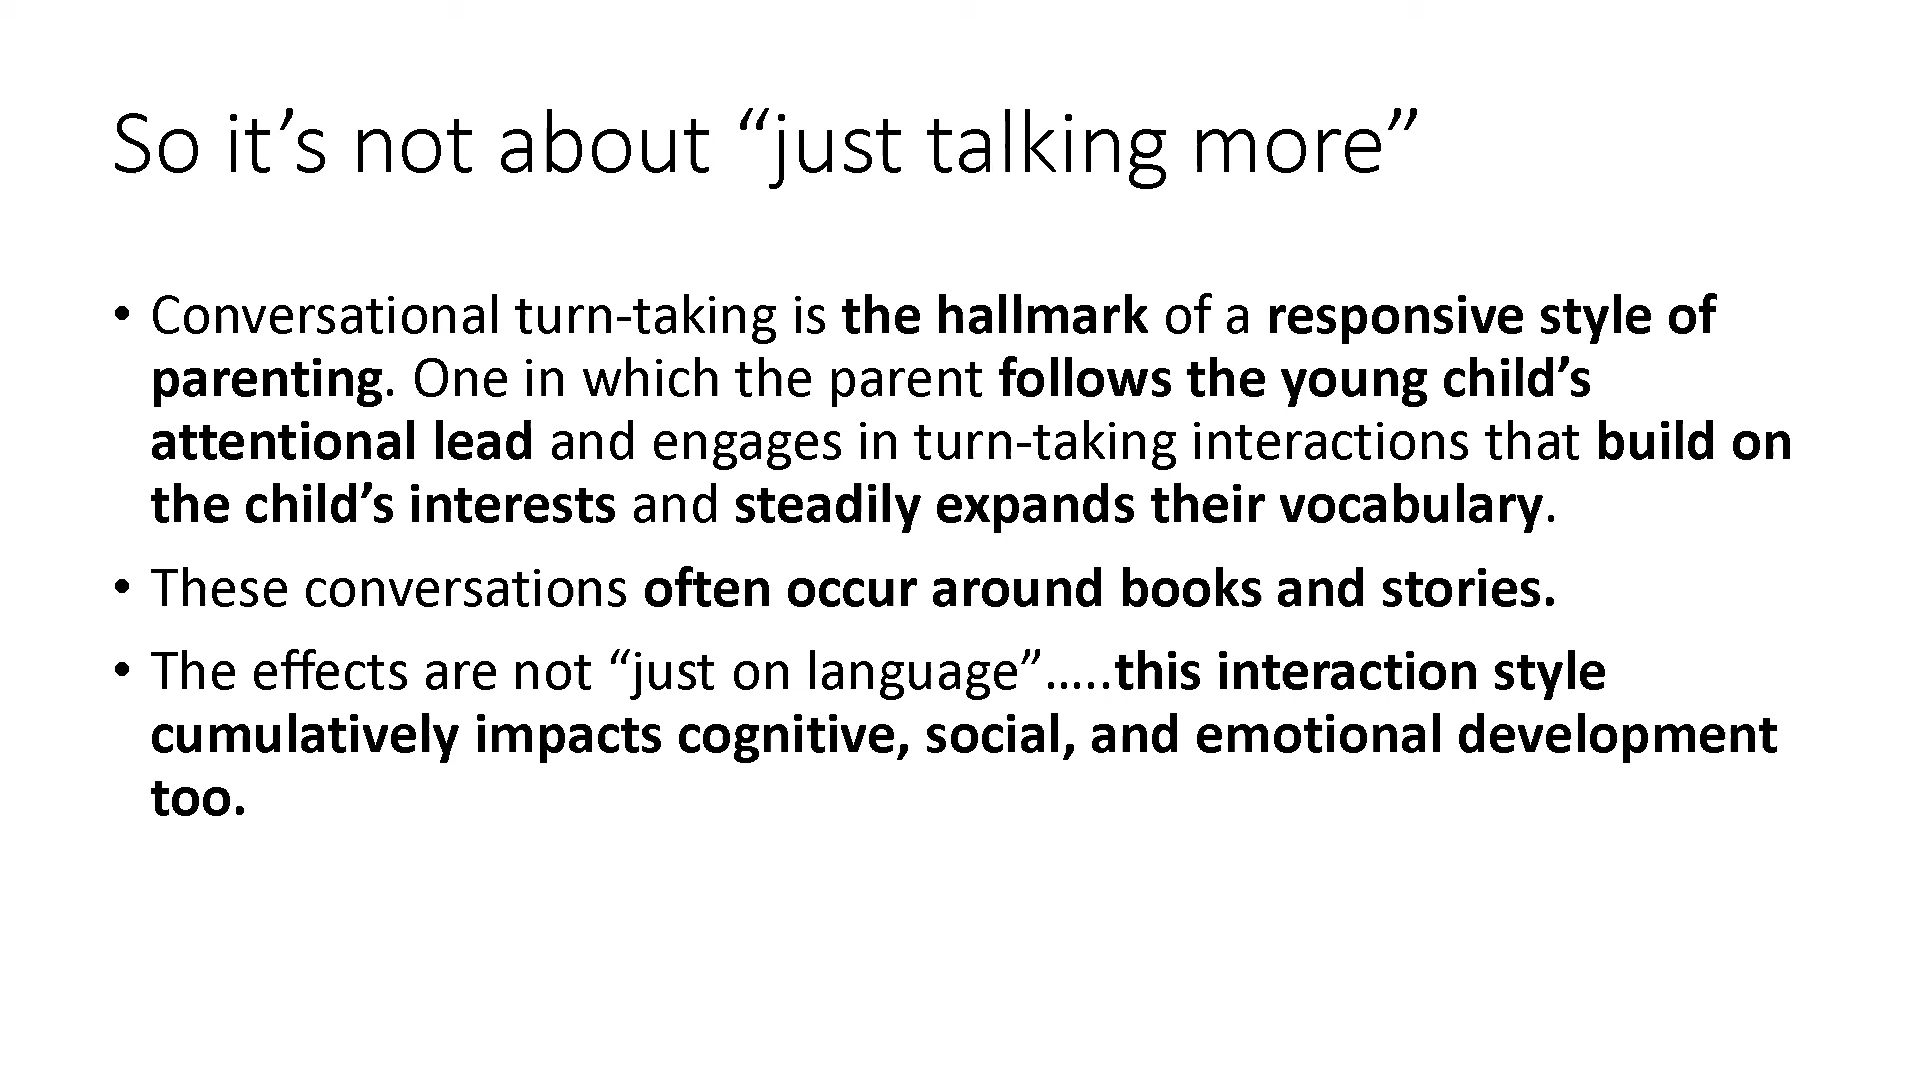 So it’s not about “just talking more”
• Conversational turn-taking is the hallmark of a responsive style of
parenting. One in which the parent follows the young child’s
attentional lead and engages in turn-taking interactions that build on
the child’s interests and steadily expands their vocabulary.
• These conversations often occur around books and stories.
• The effects are not “just on language”…..this interaction style
cumulatively impacts cognitive, social, and emotional development
too.